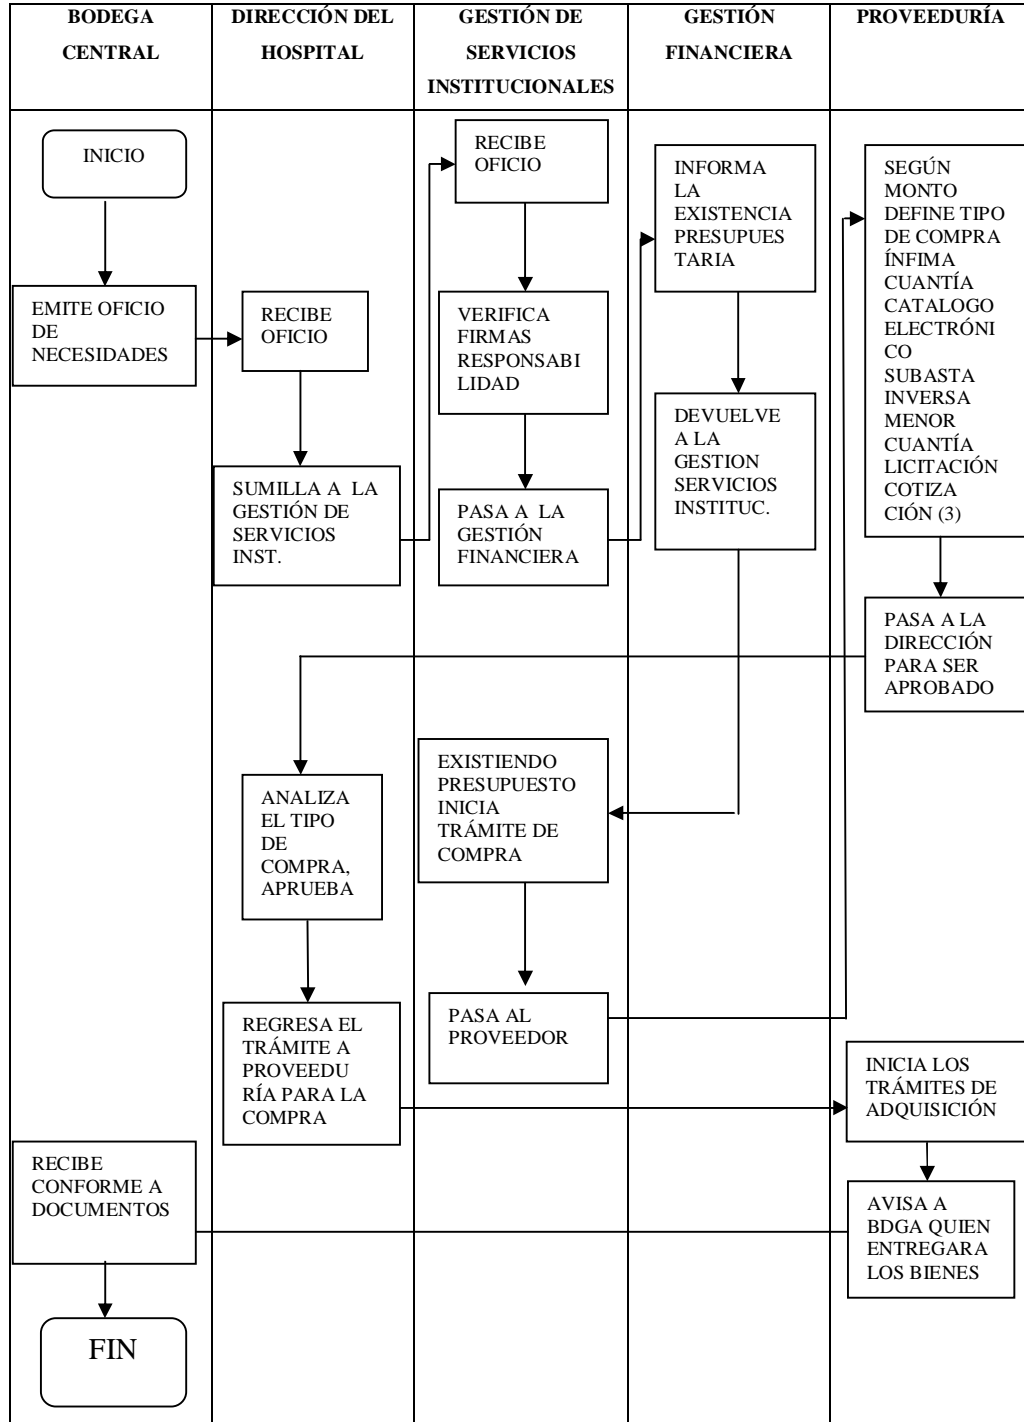 BODEGA
CENTRAL
DIRECCIÓN DEL
HOSPITAL
GESTIÓN DE
SERVICIOS
INSTITUCIONALES
GESTIÓN
FINANCIERA
PROVEEDURÍA
INICIO
EMITE OFICIO
DE
NECESIDADES
RECIBE
OFICIO
SUMILLA A LA
GESTIÓN DE
SERVICIOS
INST.
RECIBE
OFICIO
VERIFICA
FIRMAS
RESPONSABI
LIDAD
PASA A LA
GESTIÓN
FINANCIERA
INFORMA
LA
EXISTENCIA
PRESUPUES
TARIA
DEVUELVE
A LA
GESTION
SERVICIOS
INSTITUC.
EXISTIENDO
PRESUPUESTO
INICIA
TRÁMITE DE
COMPRA
PASA AL
PROVEEDOR
SEGÚN
MONTO
DEFINE TIPO
DE COMPRA
ÍNFIMA
CUANTÍA
CATALOGO
ELECTRÓNI
CO
SUBASTA
INVERSA
MENOR
CUANTÍA
LICITACIÓN
COTIZA
CIÓN (3)
PASA A LA
DIRECCIÓN
PARA SER
APROBADO
ANALIZA
EL TIPO
DE
COMPRA,
APRUEBA
REGRESA EL
TRÁMITE A
PROVEEDU
RÍA PARA LA
COMPRA
INICIA LOS
TRÁMITES DE
ADQUISICIÓN
AVISA A
BDGA QUIEN
ENTREGARA
LOS BIENES
RECIBE
CONFORME A
DOCUMENTOS
FIN